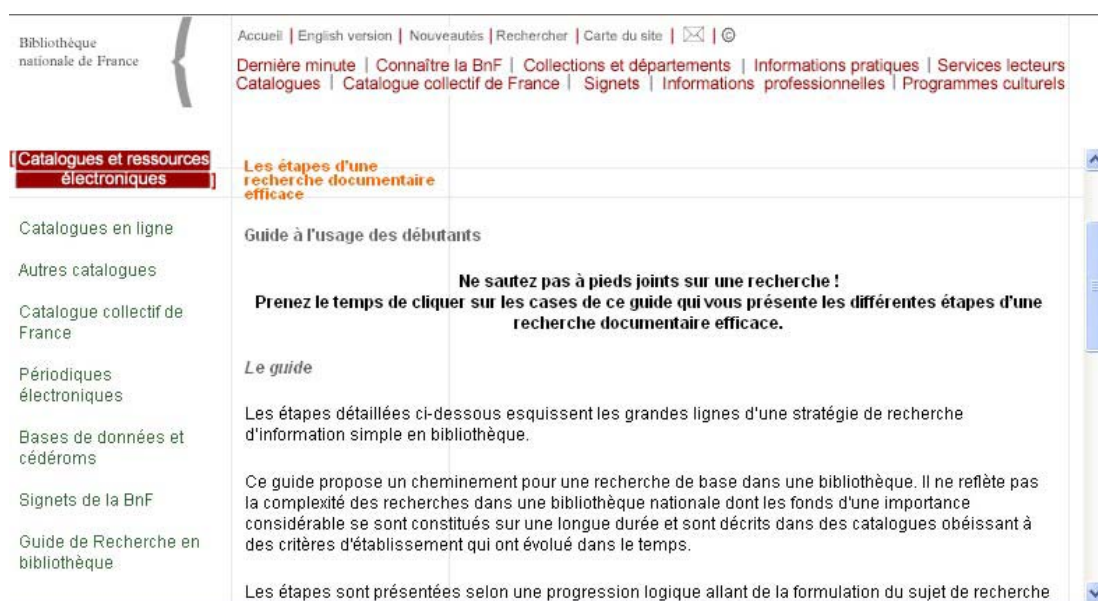 Bibliothèque
nationale de France
Accueil | English version | Nouveautés | Rechercher | Carte du site | | ©
Dernière minute | Connaître la BnF | Collections et départements | Informations pratiques | Services lecteurs
Catalogues | Catalogue collectif de France | Signets | Informations professionnelles | Programmes culturels
[Catalogues et ressources
électroniques ]
Catalogues en ligne
Autres catalogues
Catalogue collectif de
France
Périodiques
électroniques
Bases de données et
cédéroms
Signets de la BnF
Guide de Recherche en
bibliothèque
Les étapes d'une
recherche documentaire
efficace
Guide à l'usage des débutants
Ne sautez pas à pieds joints sur une recherche !
Prenez le temps de cliquer sur les cases de ce guide qui vous présente les différentes étapes d'une
recherche documentaire efficace.
Le guide
Les étapes détaillées ci-dessous esquissent les grandes lignes d'une stratégie de recherche
d'information simple en bibliothèque.
Ce guide propose un cheminement pour une recherche de base dans une bibliothèque. Il ne reflète pas
la complexité des recherches dans une bibliothèque nationale dont les fonds d'une importance
considérable se sont constitués sur une longue durée et sont décrits dans des catalogues obéissant à
des critères d'établissement qui ont évolué dans le temps.
Les étapes sont présentées selon une progression logique allant de la formulation du sujet de recherche